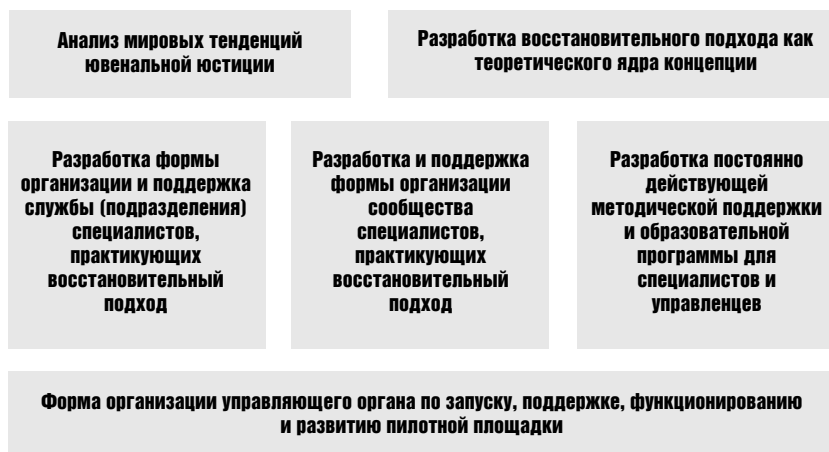 Анализ мировых тенденций
ювенальной юстиции
Разработка восстановительного подхода как
теоретического ядра концепции
Разработка формы
организации и поддержка
службы (подразделения)
специалистов,
практикующих
восстановительный
подход
Разработка и поддержка
формы организации
сообщества
специалистов,
практикующих
восстановительный
подход
Разработка постоянно
действующей
методической поддержки
и образовательной
программы для
специалистов и
управленцев
Форма организации управляющего органа по запуску, поддержке, функционированию
и развитию пилотной площадки